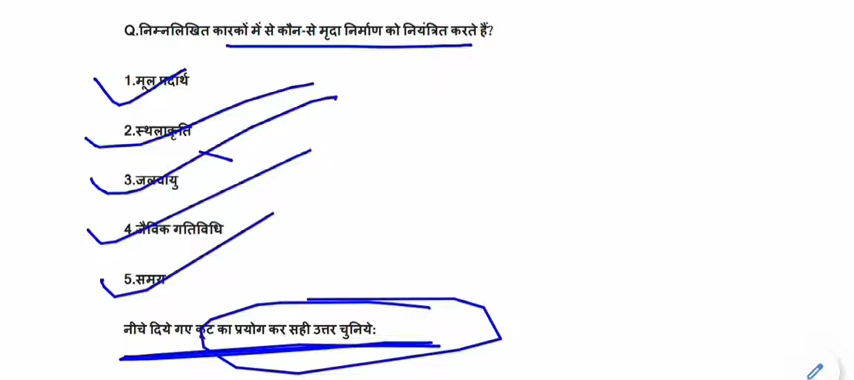 Q.निम्नलिखित कारकों में से कौन-से मृदा निर्माण को नियंत्रित करते हैं?
1.मूल पदार्थ
2.स्थलाकृति
3.जलवायु
4.जैविक गतिविधि
5.समय
नीचे दिये गए कूट का प्रयोग कर सही उत्तर चुनिये: